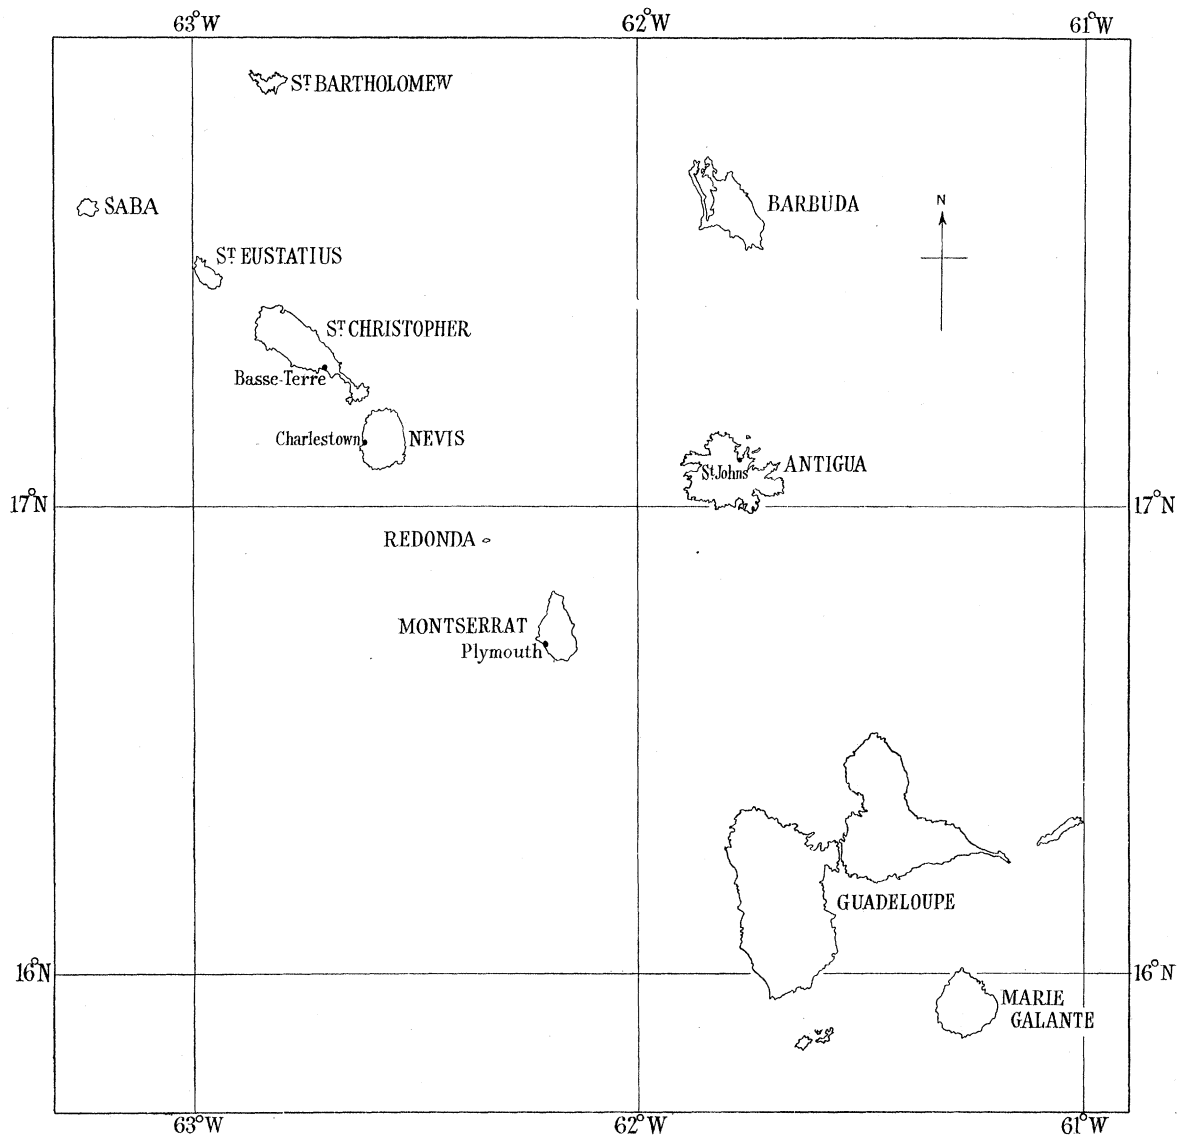 63°W 62°W 61°W
ST. BARTHOLOMEW
SABA
BARBUDA
N
ST. EUSTATIUS
ST. CHRISTOPHER
Basse-Terre
Charlestown
NEVIS
St. Johns
ANTIGUA
17°N 17°N
REDONDA
MONTSERRAT
Plymouth
GUADELOUPE
16°N 16°N
MARIE
GALANTE
63°W 62°W 61°W